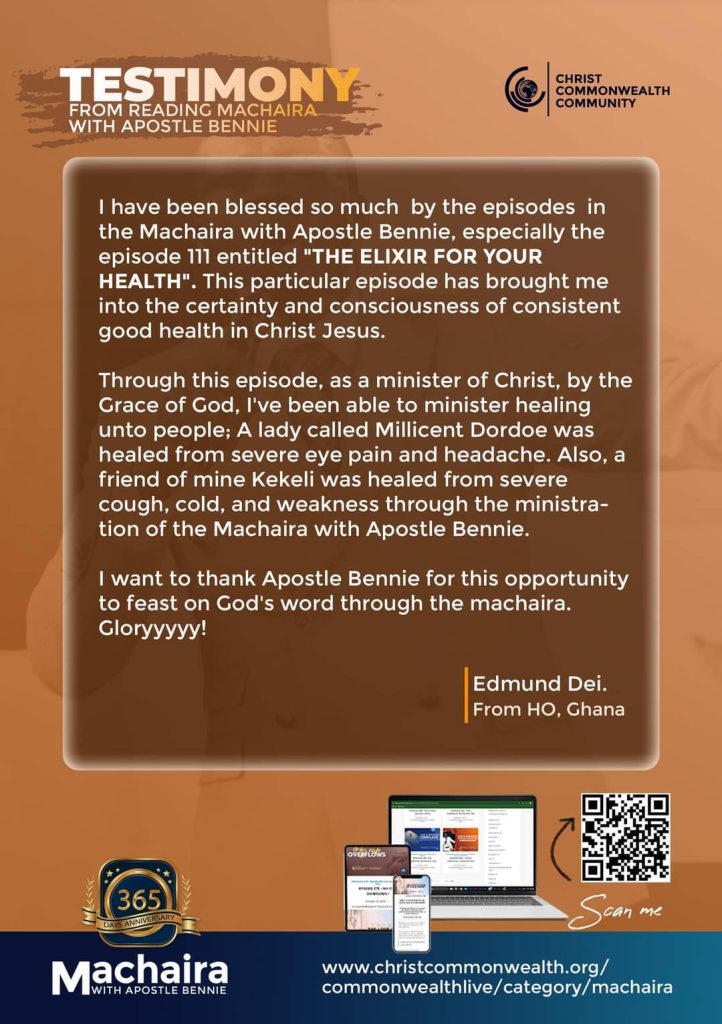 TESTIMONY
FROM READING MACHAIRA
WITH APOSTLE BENNIE
CHRIST
COMMONWEALTH
COMMUNITY
I have been blessed so much by the episodes in
the Machaira with Apostle Bennie, especially the
episode 111 entitled "THE ELIXIR FOR YOUR
HEALTH". This particular episode has brought me
into the certainty and consciousness of consistent
good health in Christ Jesus.
Through this episode, as a minister of Christ, by the
Grace of God, I've been able to minister healing
unto people; A lady called Millicent Dordoe was
healed from severe eye pain and headache. Also, a
friend of mine Kekeli was healed from severe
cough, cold, and weakness through the ministra-
tion of the Machaira with Apostle Bennie.
I want to thank Apostle Bennie for this opportunity
to feast on God's word through the machaira.
Gloryyyyy!
Edmund Dei.
From HO, Ghana
OVERFLOWS
Scan me
365
DAYS ANNIVERSARY
Machaira
WITH APOSTLE BENNIE
www.christcommonwealth.org/
commonwealthlive/category/machaira